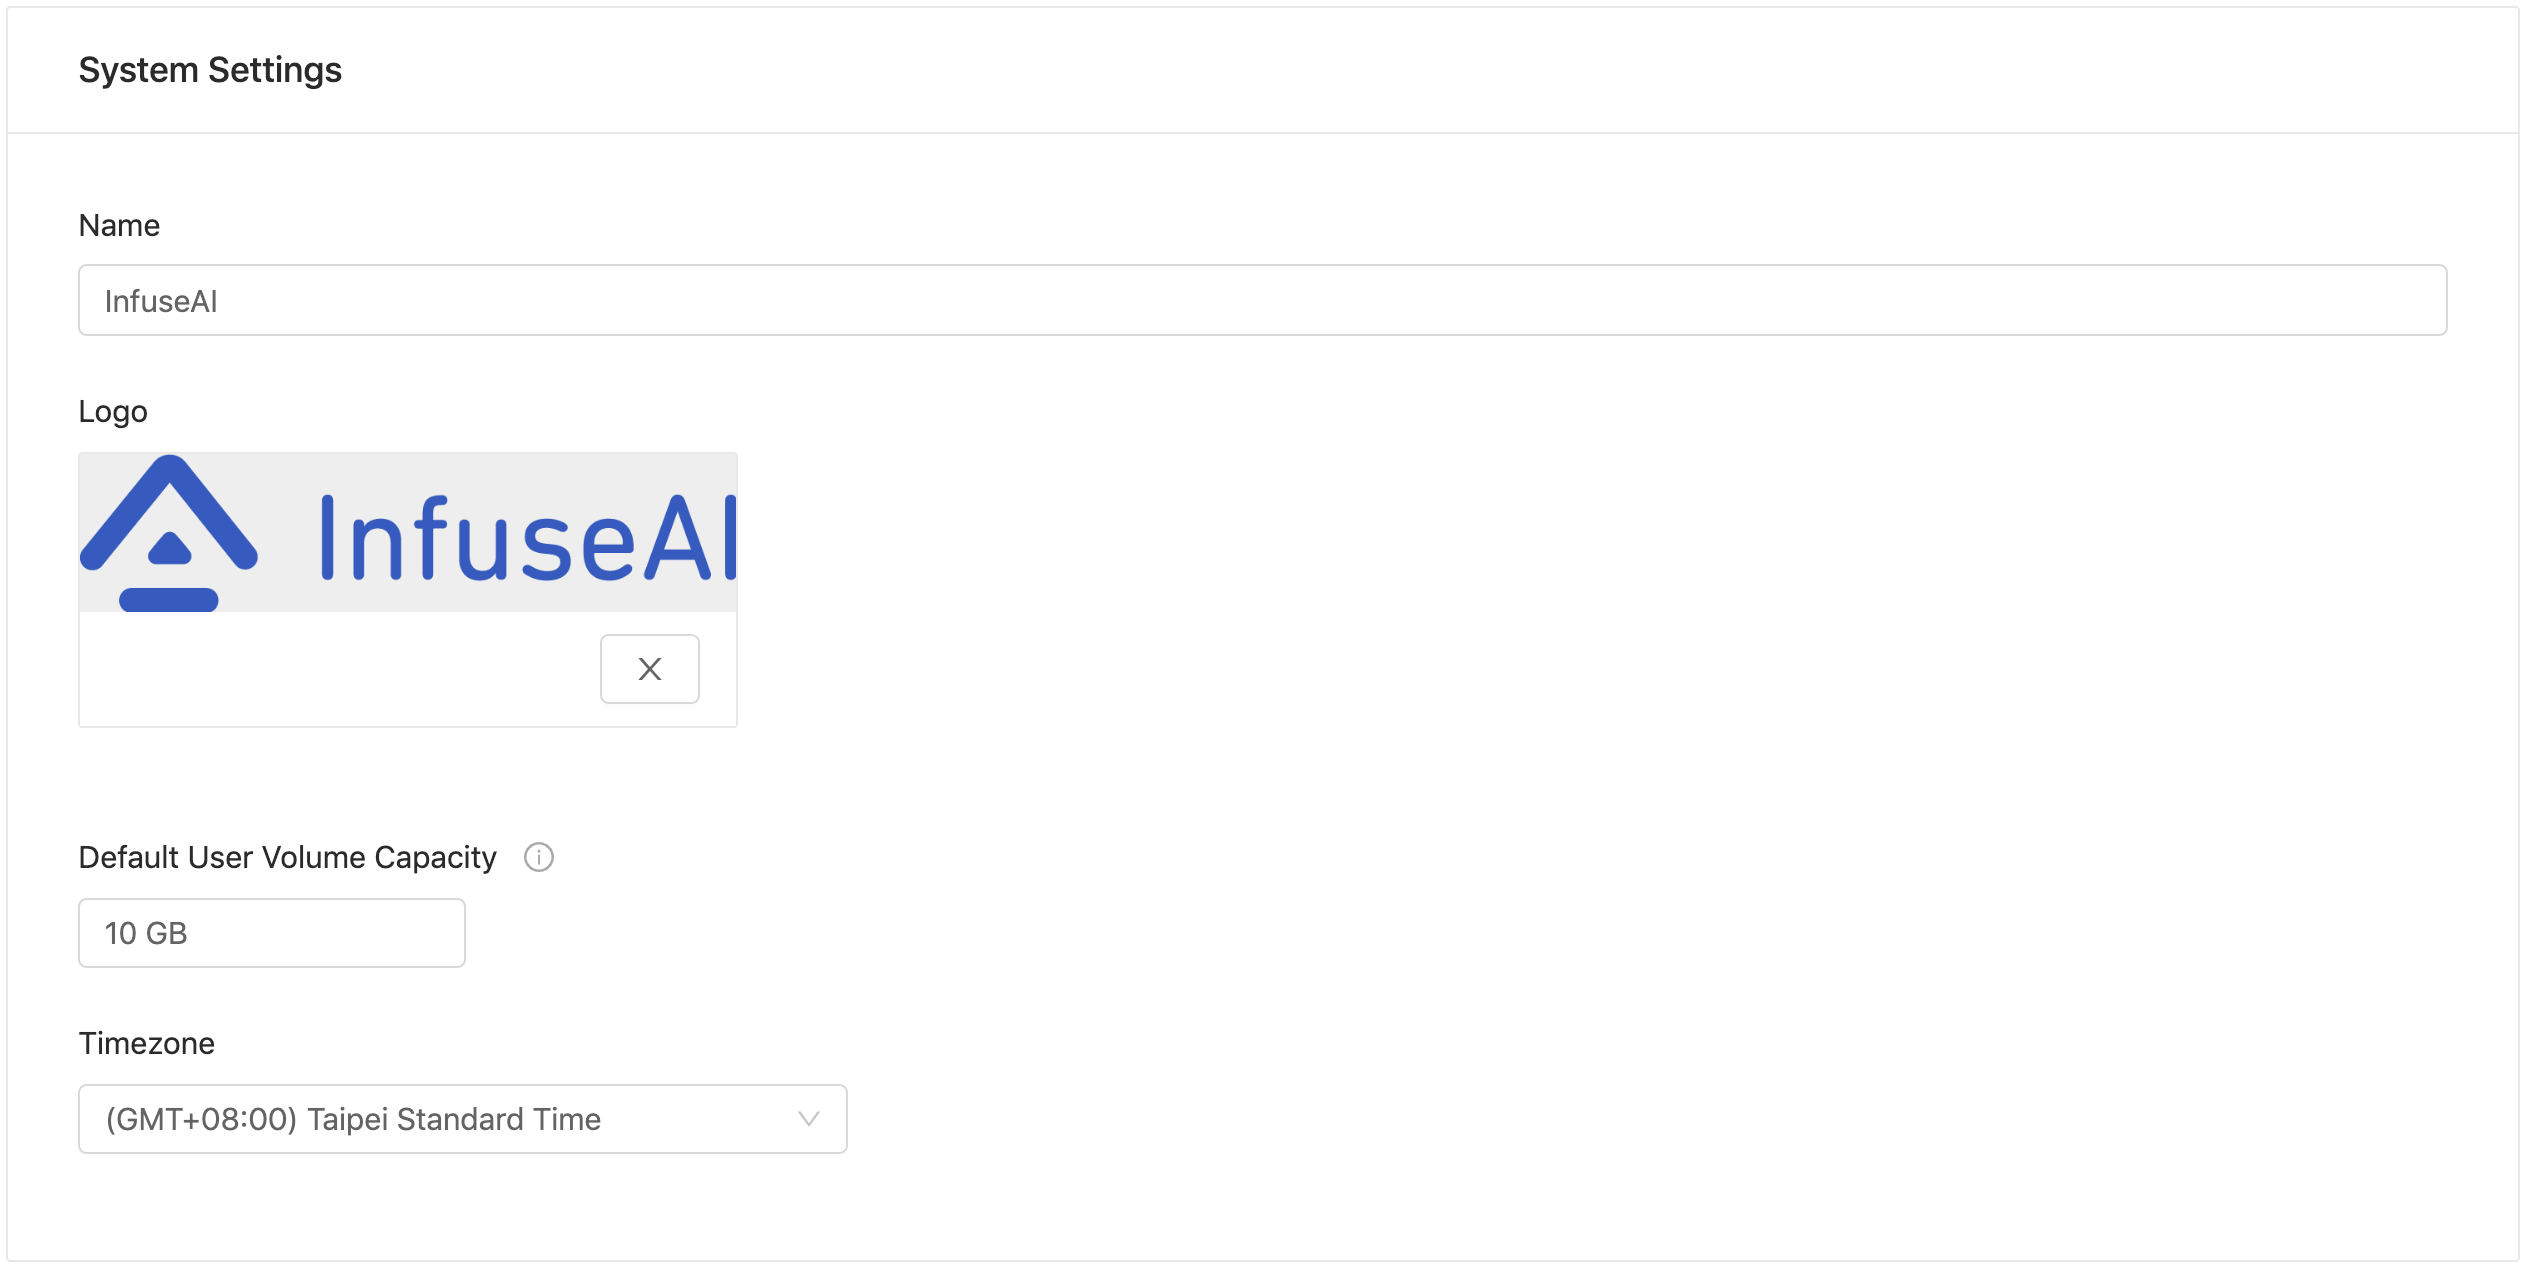 System Settings
Name
InfuseAI
Logo
InfuseAI
X
Default User Volume Capacity
10 GB
Timezone
(GMT+08:00) Taipei Standard Time